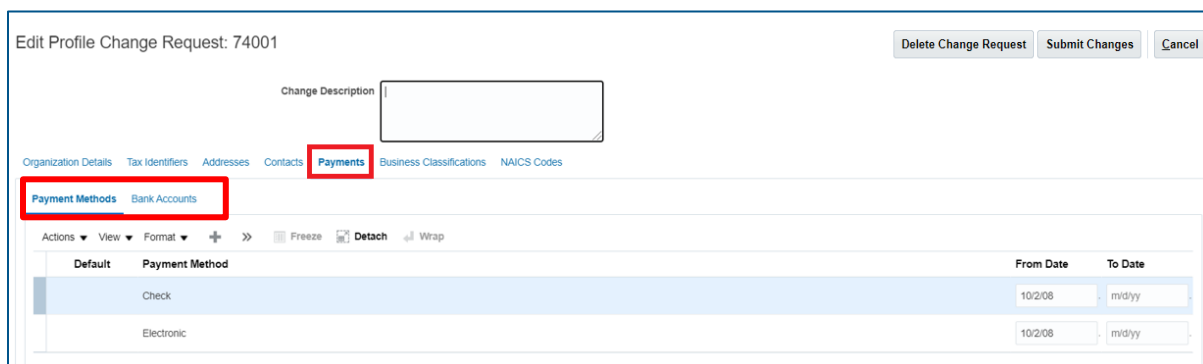 Edit Profile Change Request: 74001
Delete Change Request Submit Changes Cancel
Change Description
Organization Details Tax Identifiers Addresses Contacts Payments Business Classifications NAICS Codes
Payment Methods Bank Accounts
Actions View Format Freeze Detach Wrap
Default Payment Method From Date To Date
Check 10/2/08 m/d/yy
Electronic 10/2/08 m/d/yy